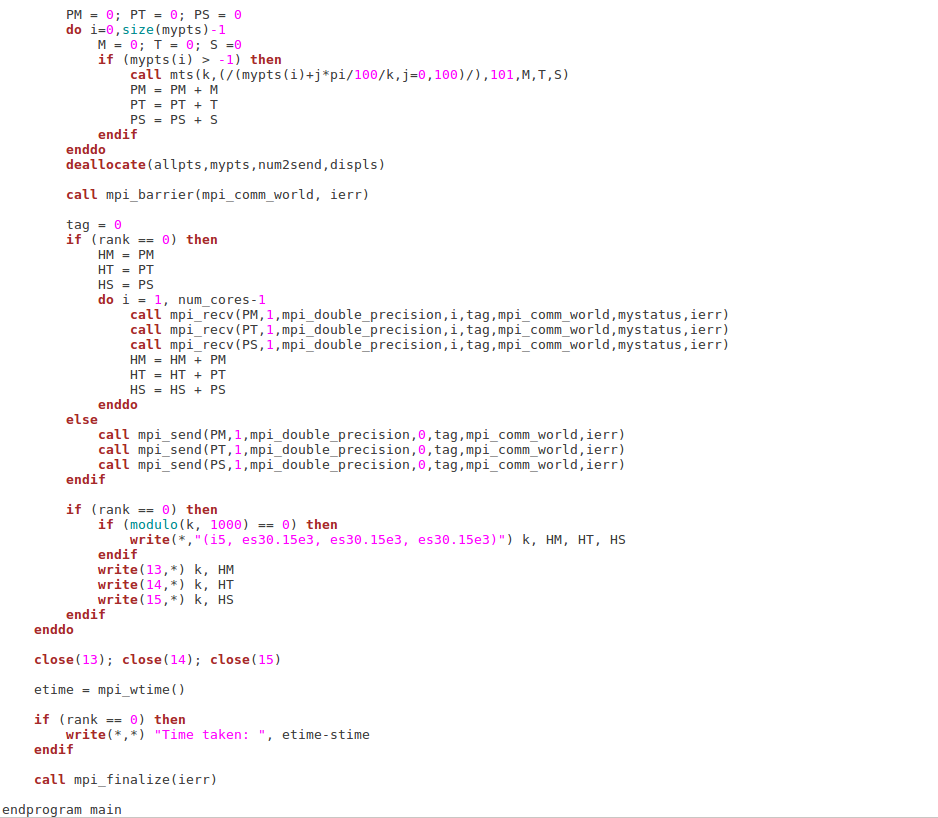 PM = 0; PT = 0; PS = 0
do i=0,size(mypts)-1
M = 0; T = 0; S =0
if (mypts(i) > -1) then
call mts(k,(/(mypts(i)+j*pi/100/k,j=0,100)/),101,M,T,S)
PM = PM + M
PT = PT + T
PS = PS + S
endif
enddo
deallocate(allpts,mypts,num2send,displs)
call mpi_barrier(mpi_comm_world, ierr)
tag = 0
if (rank == 0) then
HM = PM
HT = PT
HS = PS
do i = 1, num_cores-1
call mpi_recv(PM,1,mpi_double_precision,i,tag,mpi_comm_world,mystatus,ierr)
call mpi_recv(PT,1,mpi_double_precision,i,tag,mpi_comm_world,mystatus,ierr)
call mpi_recv(PS,1,mpi_double_precision,i,tag,mpi_comm_world,mystatus,ierr)
HM = HM + PM
HT = HT + PT
HS = HS + PS
enddo
else
call mpi_send(PM,1,mpi_double_precision,0,tag,mpi_comm_world,ierr)
call mpi_send(PT,1,mpi_double_precision,0,tag,mpi_comm_world,ierr)
call mpi_send(PS,1,mpi_double_precision,0,tag,mpi_comm_world,ierr)
endif
if (rank == 0) then
if (modulo(k, 1000) == 0) then
write(*,"(i5, es30.15e3, es30.15e3, es30.15e3)") k, HM, HT, HS
endif
write(13,*) k, HM
write(14,*) k, HT
write(15,*) k, HS
endif
enddo
close(13); close(14); close(15)
etime = mpi_wtime()
if (rank == 0) then
write(*,*) "Time taken: ", etime-stime
endif
call mpi_finalize(ierr)
endprogram main